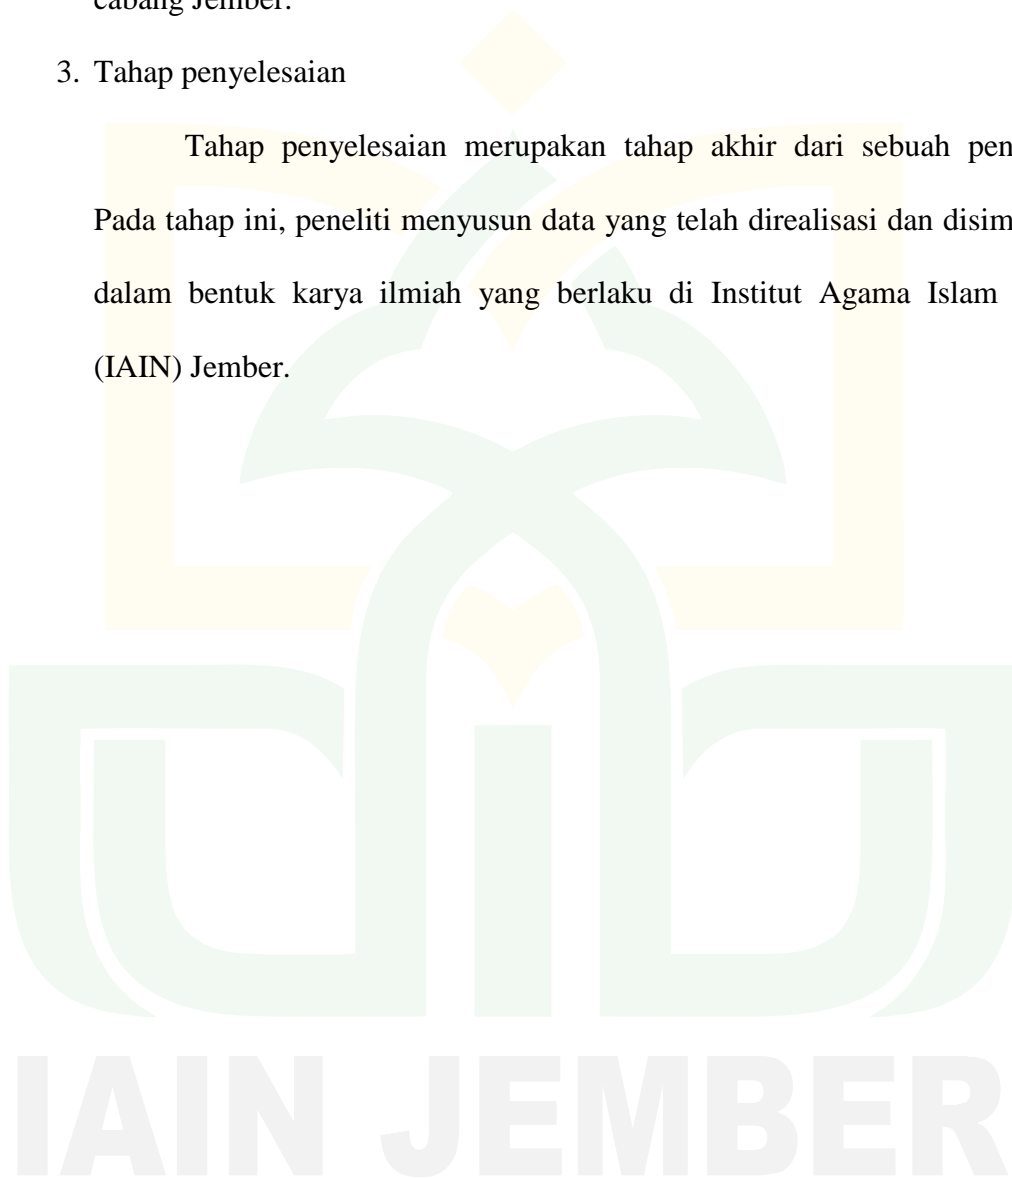 cabang Jember.
3. Tahap penyelesaian
Tahap penyelesaian merupakan tahap akhir dari sebuah pen
Pada tahap ini, peneliti menyusun data yang telah direalisasi dan disim
dalam bentuk karya ilmiah yang berlaku di Institut Agama Islam
(IAIN) Jember.
IAIN JEMBER